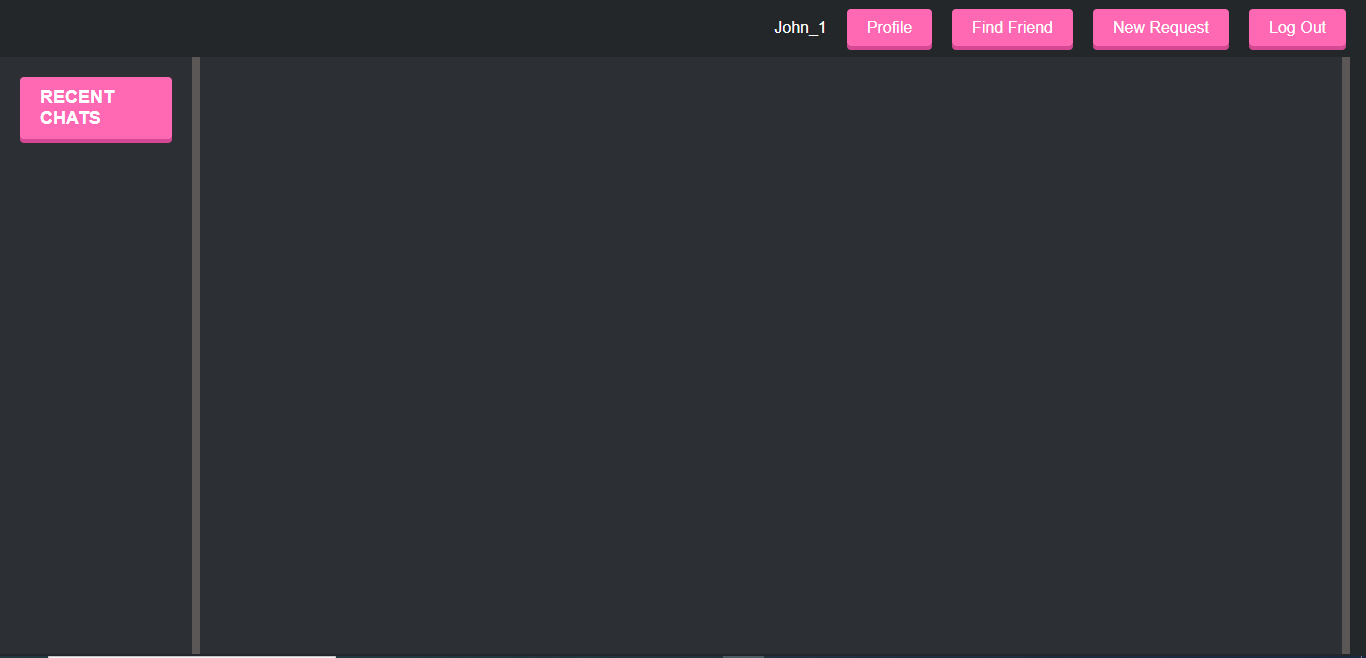 John_1 Profile Find Friend New Request Log Out
RECENT
CHATS